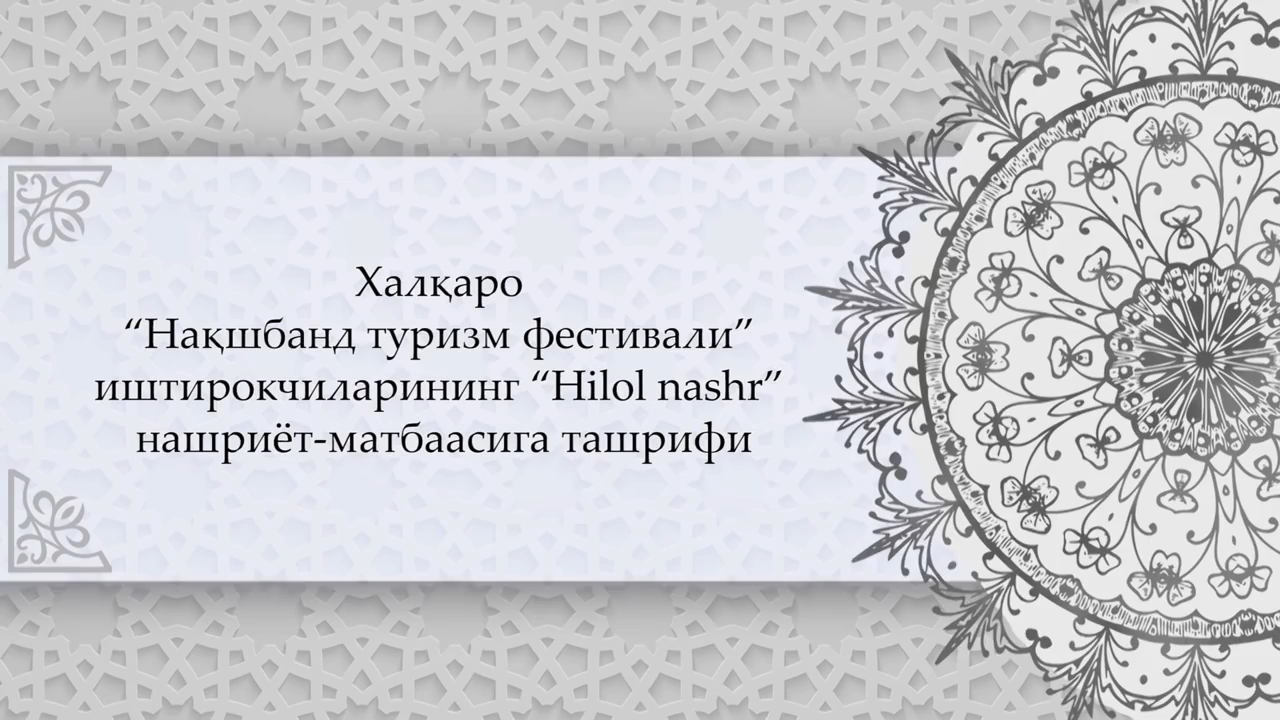 Халқаро
“Нақшбанд туризм фестивали”
иштирокчиларининг “Hilol nashr”
нашриёт-матбаасига ташрифи